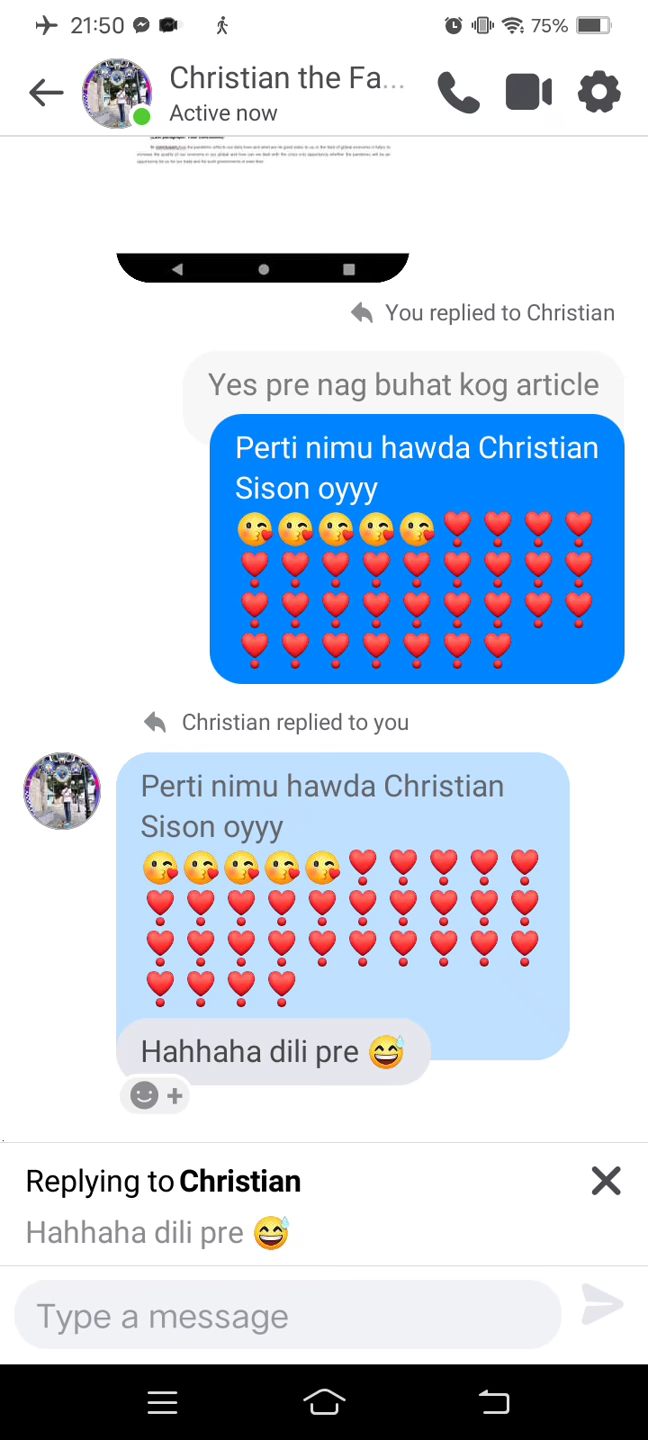 21:50
75%
Christian the Fa...
Active now
You replied to Christian
Yes pre nag buhat kog article
Perti nimu hawda Christian
Sison oyyy
😘😘😘😘😘❣❣❣❣
❣❣❣❣❣❣❣❣❣
❣❣❣❣❣❣❣❣❣
❣❣❣❣❣❣❣
Christian replied to you
Perti nimu hawda Christian
Sison oyyy
😘😘😘😘😘❣❣❣❣❣
❣❣❣❣❣❣❣❣❣❣
❣❣❣❣❣❣❣❣❣❣
❣❣❣❣
Hahhaha dili pre 😅
Replying to Christian
Hahhaha dili pre 😅
Type a message